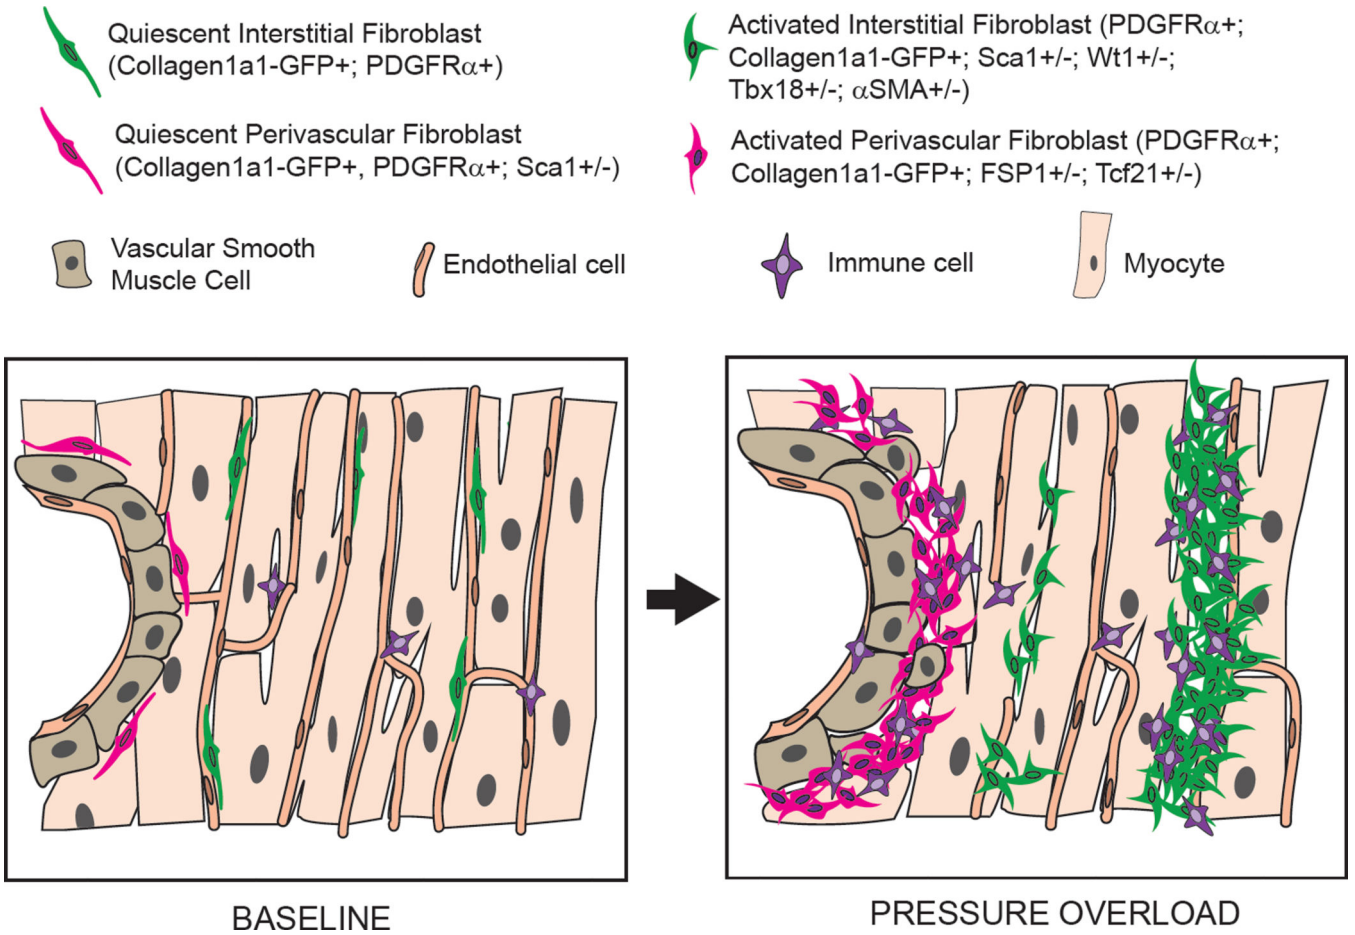 Quiescent Interstitial Fibroblast
(Collagen1a1-GFP+; PDGFRα+)
Quiescent Perivascular Fibroblast
(Collagen1a1-GFP+, PDGFRα+; Sca1+/-)
Vascular Smooth
Muscle Cell
Endothelial cell
Activated Interstitial Fibroblast (PDGFRα+;
Collagen1a1-GFP+; Sca1+/-; Wt1+/-;
Tbx18+/-; αSMA+/-)
Activated Perivascular Fibroblast (PDGFRα+;
Collagen1a1-GFP+; FSP1+/-; Tcf21+/-)
Immune cell
Myocyte
BASELINE
PRESSURE OVERLOAD